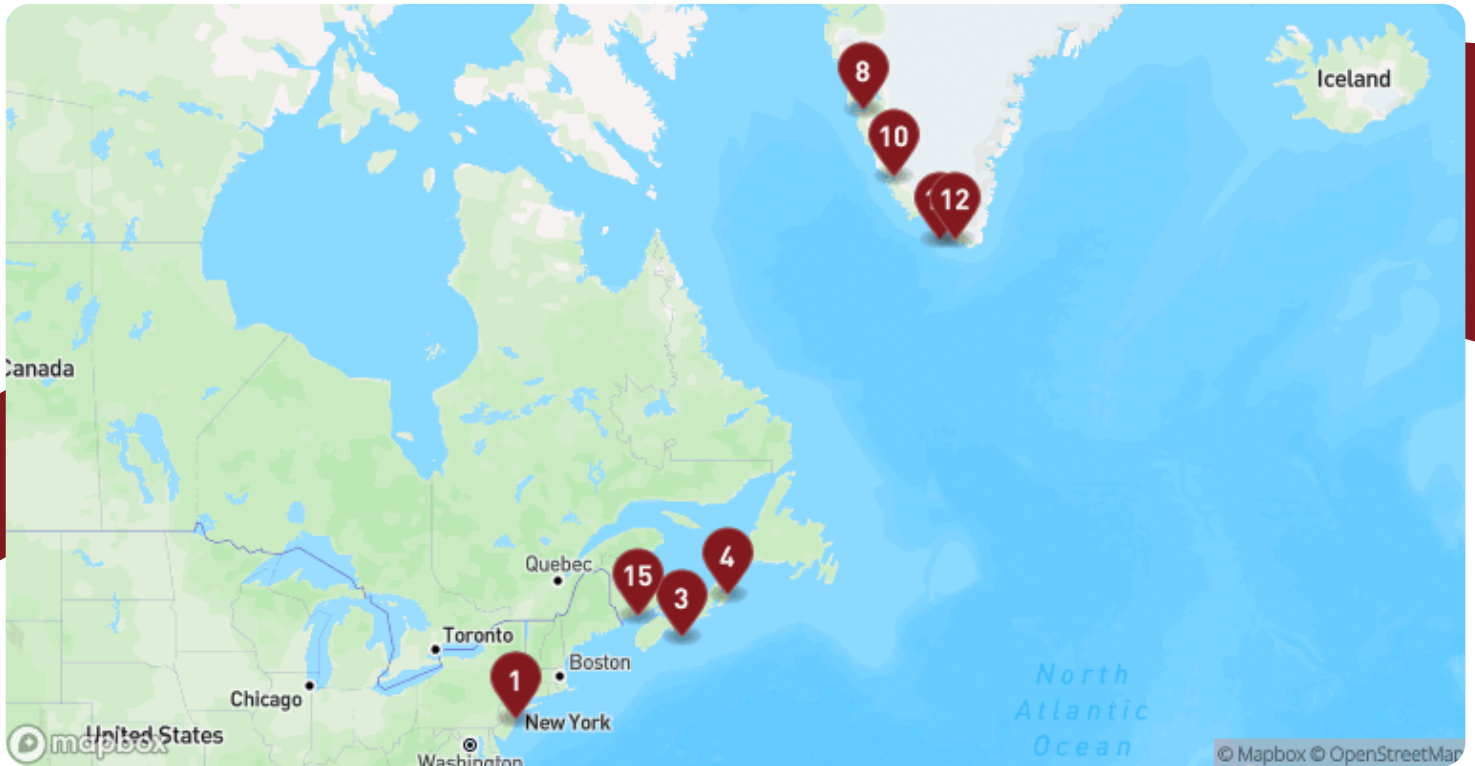 8
Iceland
10
12
Canada
4
Quebec
15
3
Toronto
Boston
1
Chicago
New York
United States
mapbox
Washington
North
Atlantic
Ocean
© Mapbox © OpenStreetMap